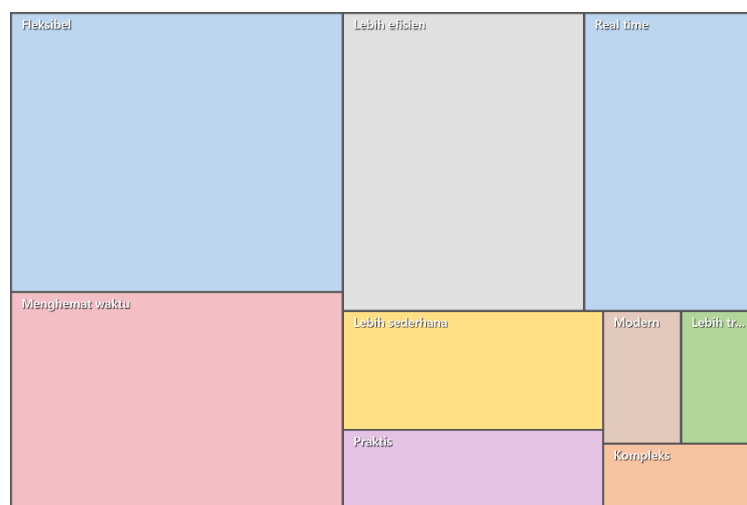 Fleksibel
Lebih efisien
Real time
Menghemat waktu
Lebih sederhana
Modern
Lebih tr...
Praktis
Kompleks